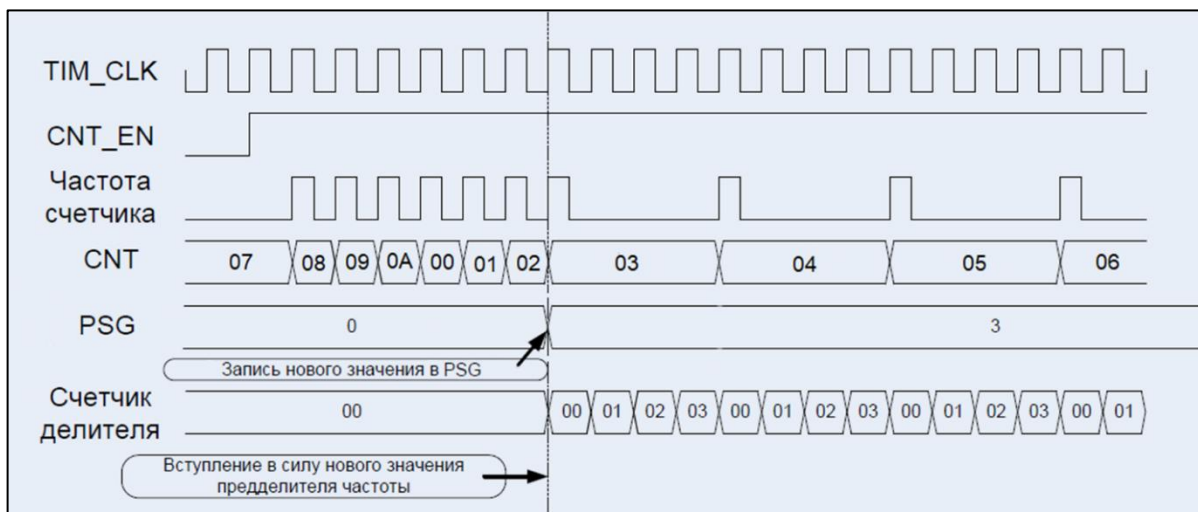 TIM_CLK
CNT_EN
Частота
счетчика
CNT 07 08 09 0A 00 01 02 03 04 05 06
PSG 0 3
Запись нового значения в PSG
Счетчик
делителя
00 00 01 02 03 00 01 02 03 00 01 02 03 00 01
Вступление в силу нового значения
предделителя частоты